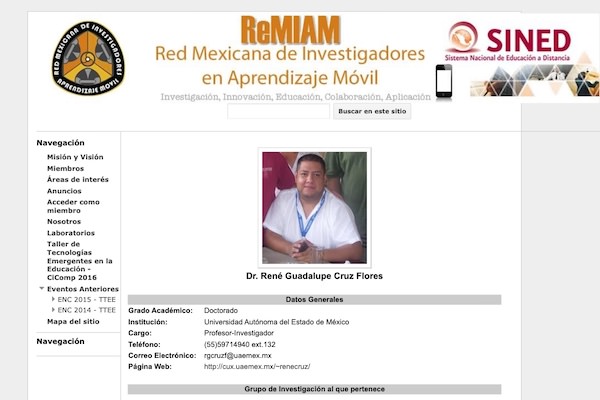 RED MEXICANA DE INVESTIGADORES
APRENDIZAJE MÓVIL
ReMIAM
Red Mexicana de Investigadores
en Aprendizaje Móvil
Investigación, Innovación, Educación, Colaboración, Aplicación
SINED
Sistema Nacional de Educación a Distancia
Buscar en este sitio
Navegación
Misión y Visión
Miembros
Áreas de interés
Anuncios
Acceder como
miembro
Nosotros
Laboratorios
Taller de
Tecnologías
Emergentes en la
Educación -
CiComp 2016
Eventos Anteriores
ENC 2015 - TTEE
ENC 2014 - TTEE
Mapa del sitio
Navegación
Dr. René Guadalupe Cruz Flores
Datos Generales
Grado Académico: Doctorado
Institución: Universidad Autónoma del Estado de México
Cargo: Profesor-Investigador
Teléfono: (55)59714940 ext.132
Correo Electrónico: rgcruzf@uaemex.mx
Página Web: http://cux.uaemex.mx/~renecruz/
Grupo de Investigación al que pertenece